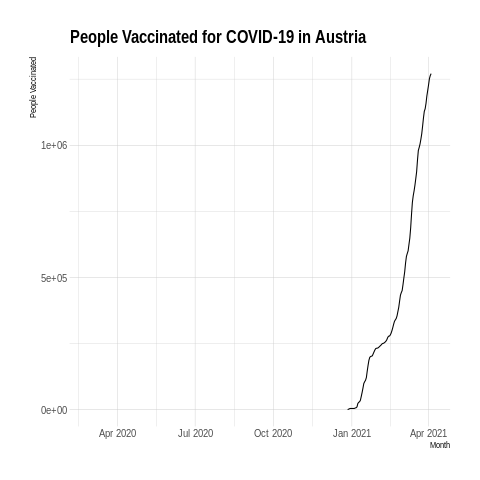 People Vaccinated for COVID-19 in Austria
People Vaccinated
1e+06
5e+05
0e+00
Apr 2020 Jul 2020 Oct 2020 Jan 2021 Apr 2021
Month